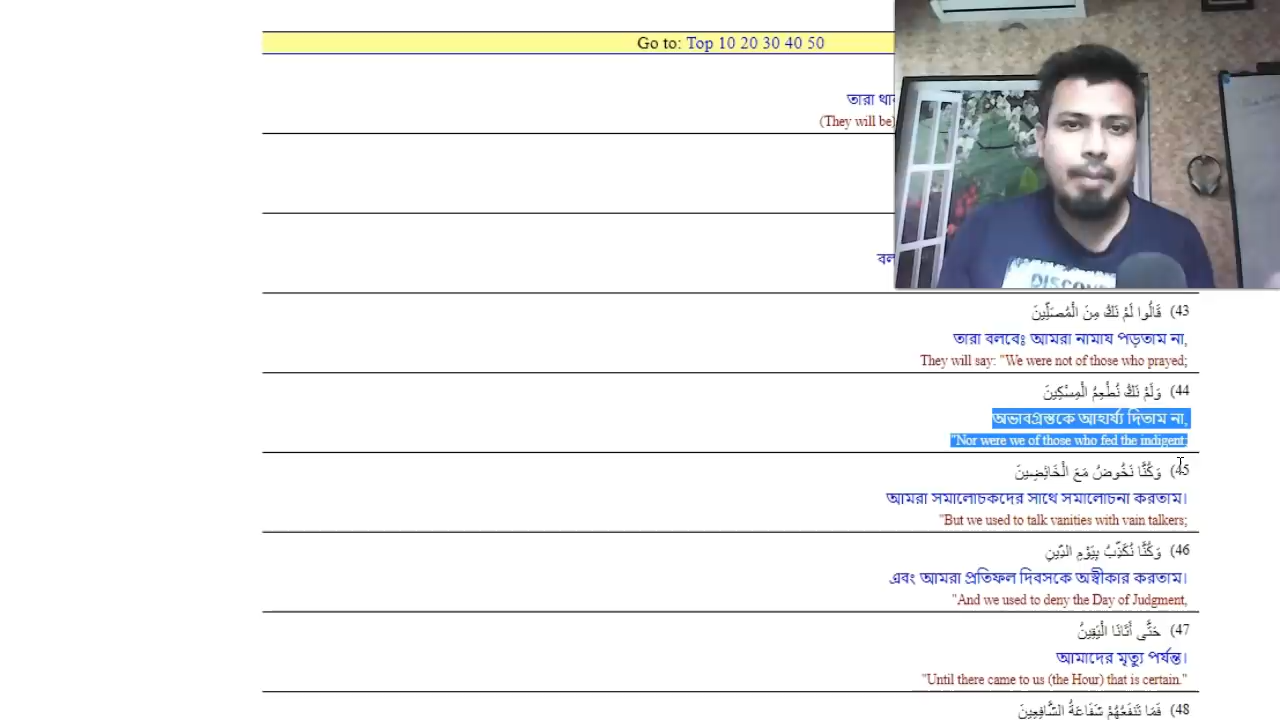 Go to: Top 10 20 30 40 50
তারা
(They will be)
43) قَالُوا لَمْ نَكُ مِنَ الْمُصَلِّينَ
তারা বলবেঃ আমরা নামায পড়তাম না,
They will say: "We were not of those who prayed;
44) وَلَمْ نَكُ نُطْعِمُ الْمِسْكِينَ
অভাবগ্রস্তকে আহার্য্য দিতাম না,
"Nor were we of those who fed the indigent;
45) وَكُنَّا نَخُوضُ مَعَ الْخَائِضِينَ
আমরা সমালোচকদের সাথে সমালোচনা করতাম।
"But we used to talk vanities with vain talkers;
46) وَكُنَّا نُكَذِّبُ بِيَوْمِ الدِّينِ
এবং আমরা প্রতিফল দিবসকে অস্বীকার করতাম।
"And we used to deny the Day of Judgment,
47) حَتَّى أَتَانَا الْيَقِينُ
আমাদের মৃত্যু পর্যন্ত।
"Until there came to us (the Hour) that is certain."
48) فَمَا تَنفَعُهُمْ شَفَاعَةُ الشَّافِعِينَ